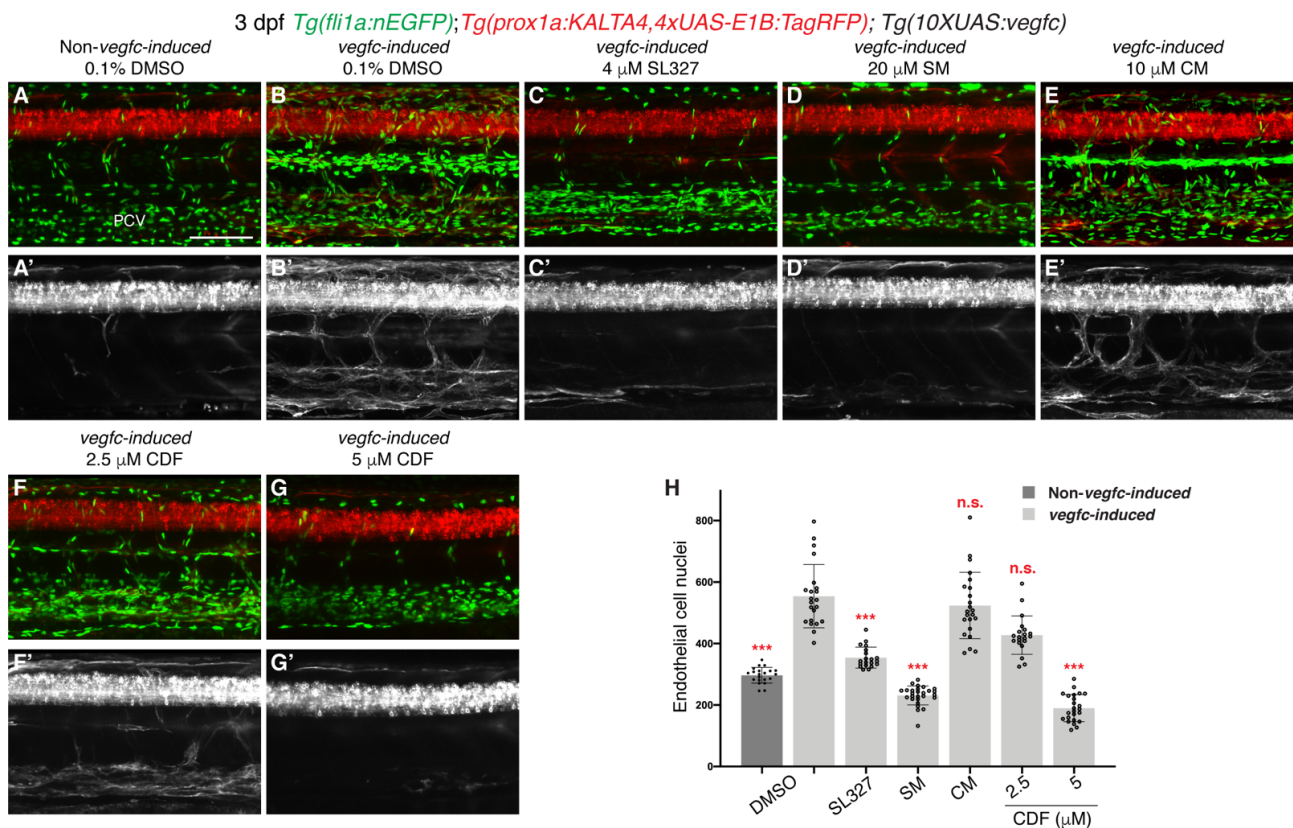 3 dpf Tg(fli1a:nEGFP);Tg(prox1a:KALTA4,4xUAS-E1B:TagRFP); Tg(10XUAS:vegfc)
Non-vegfc-induced
0.1% DMSO
vegfc-induced
0.1% DMSO
vegfc-induced
4 μM SL327
vegfc-induced
20 μM SM
vegfc-induced
10 μM CM
A
B
C
D
E
PCV
A'
B'
C'
D'
E'
vegfc-induced
2.5 μM CDF
vegfc-induced
5 μM CDF
F
G
F'
G'
H
Non-vegfc-induced
vegfc-induced
Endothelial cell nuclei
800
600
400
200
0
***
***
***
n.s.
n.s.
***
DMSO
SL327
SM
CM
2.5
5
CDF (μM)